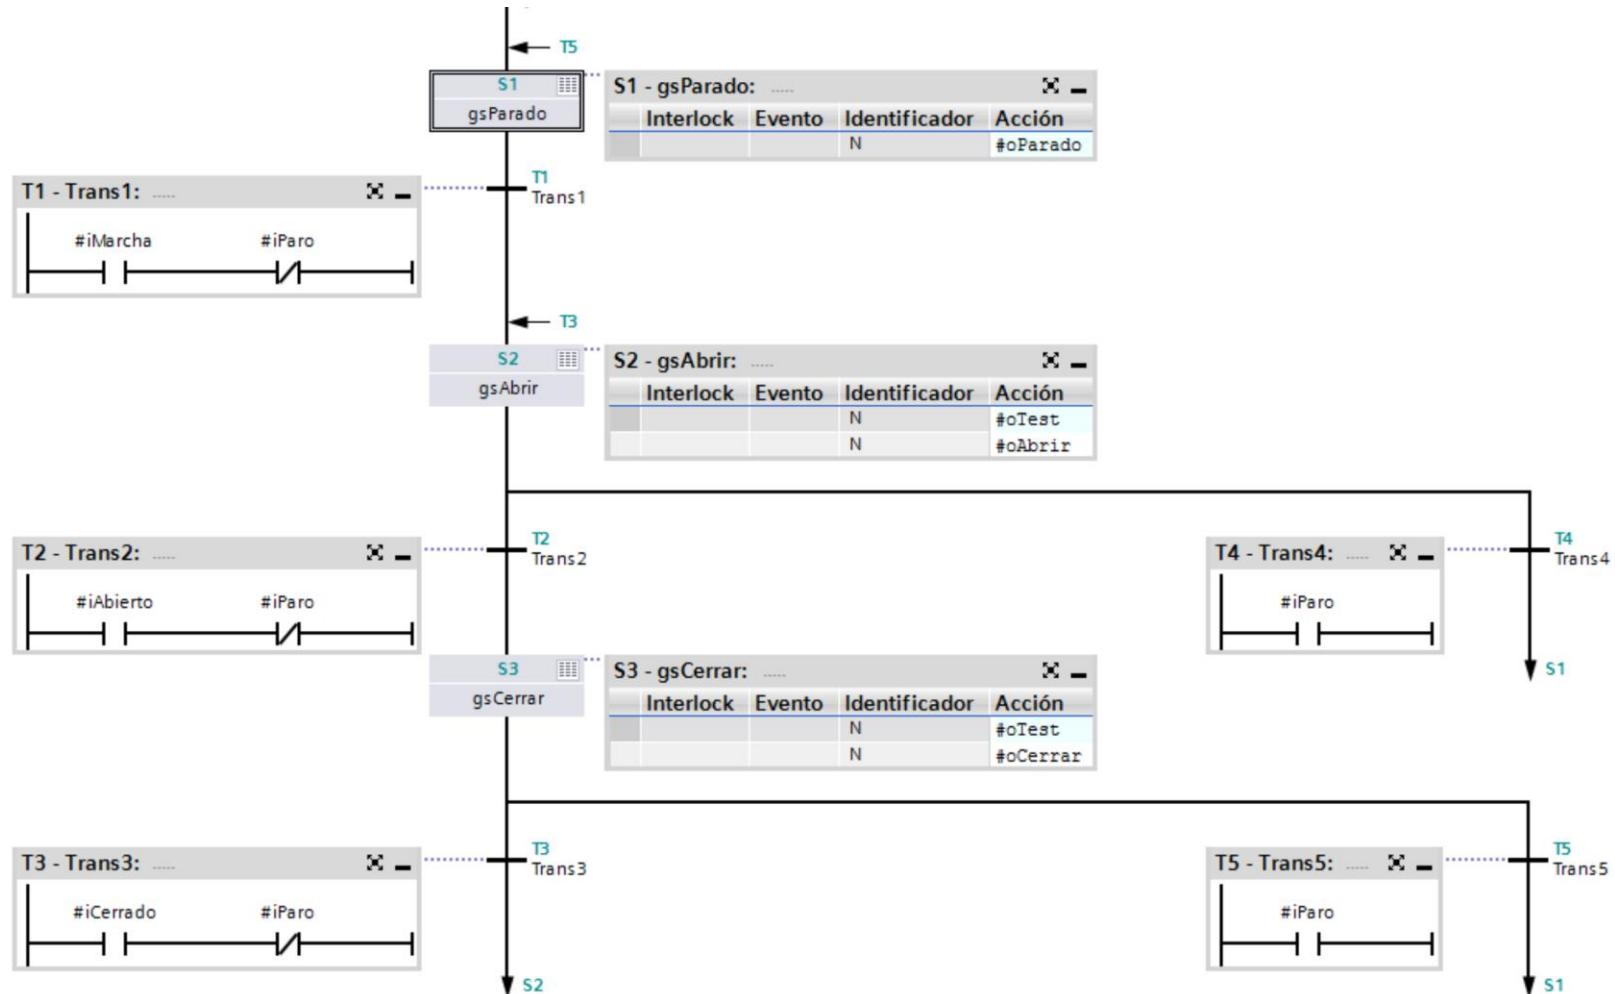 T5
S1
gsParado
S1 - gsParado: .....
Interlock Evento Identificador Acción
N #oParado
T1
Trans1
T1 - Trans1: .....
#iMarcha #iParo
T3
S2
gsAbrir
S2 - gsAbrir: .....
Interlock Evento Identificador Acción
N #oTest
N #oAbrir
T2
Trans2
T2 - Trans2: .....
#iAbierto #iParo
T4 - Trans4: .....
#iParo
T4
Trans4
S1
S3
gsCerrar
S3 - gsCerrar: .....
Interlock Evento Identificador Acción
N #oTest
N #oCerrar
T3
Trans3
T3 - Trans3: .....
#iCerrado #iParo
S2
T5 - Trans5: .....
#iParo
T5
Trans5
S1